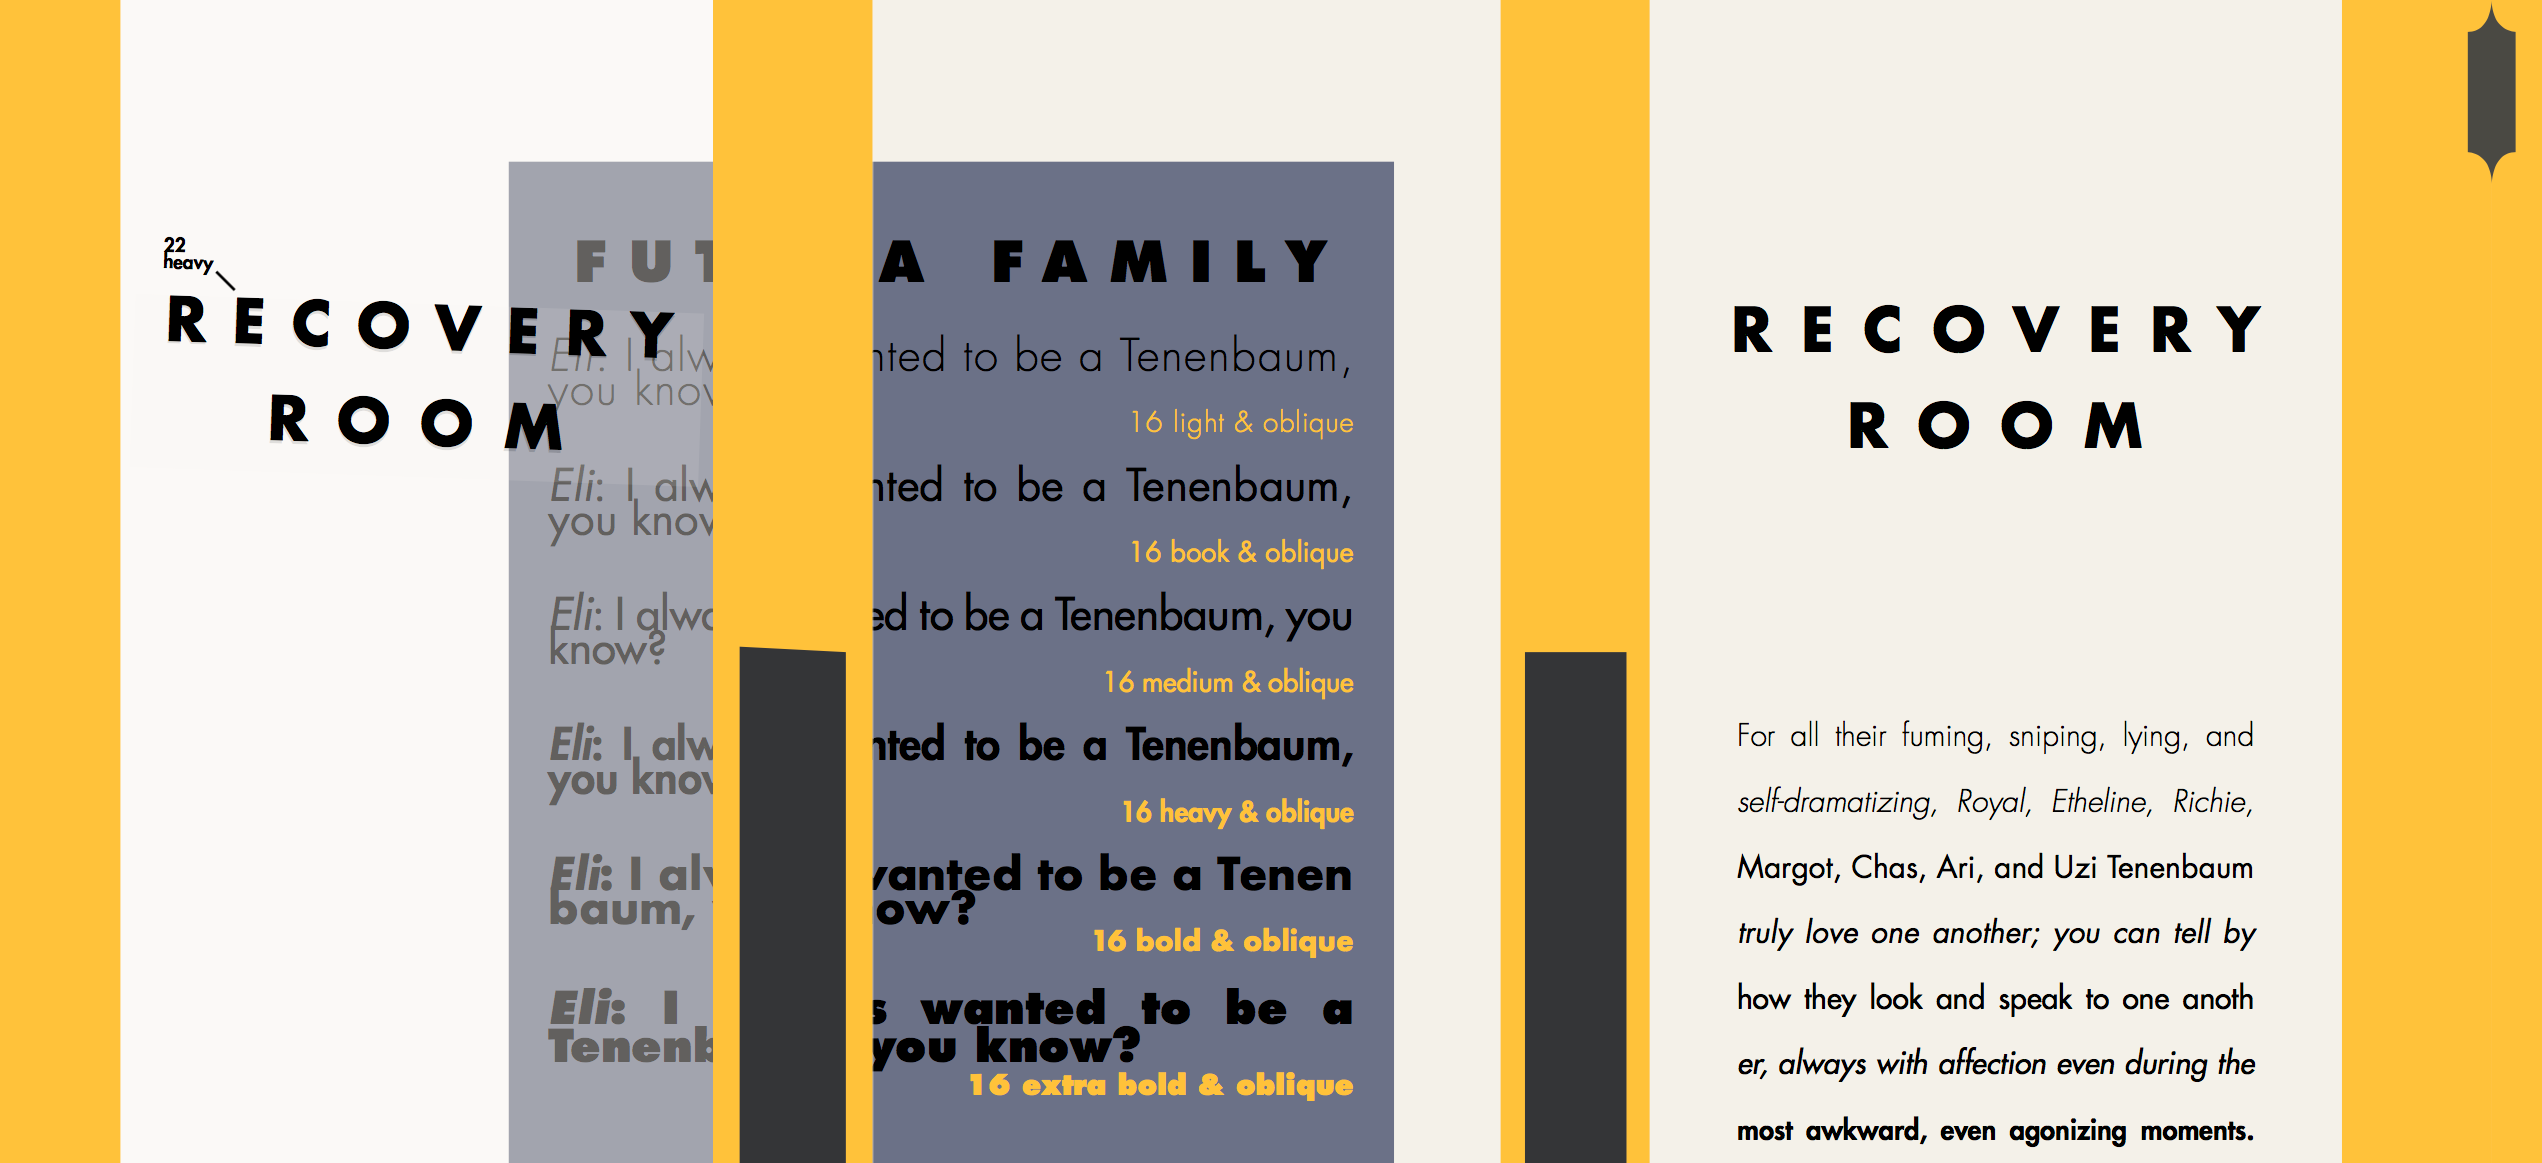 22
heavy
RECOVERY
ROOM
FUT
A FAMILY
Eli: I alw
nted to be a Tenenbaum,
you know
16 light & oblique
Eli: I alw
nted to be a Tenenbaum,
you know
16 book & oblique
Eli: I alwa
ed to be a Tenenbaum, you
know?
16 medium & oblique
Eli: I alw
nted to be a Tenenbaum,
you know
16 heavy & oblique
Eli: I alw
wanted to be a Tenen
baum,
ow?
16 bold & oblique
Eli: I
s wanted to be a
Tenenb
you know?
16 extra bold & oblique
RECOVERY
ROOM
For all their fuming, sniping, lying, and
self-dramatizing, Royal, Etheline, Richie,
Margot, Chas, Ari, and Uzi Tenenbaum
truly love one another; you can tell by
how they look and speak to one anoth
er, always with affection even during the
most awkward, even agonizing moments.